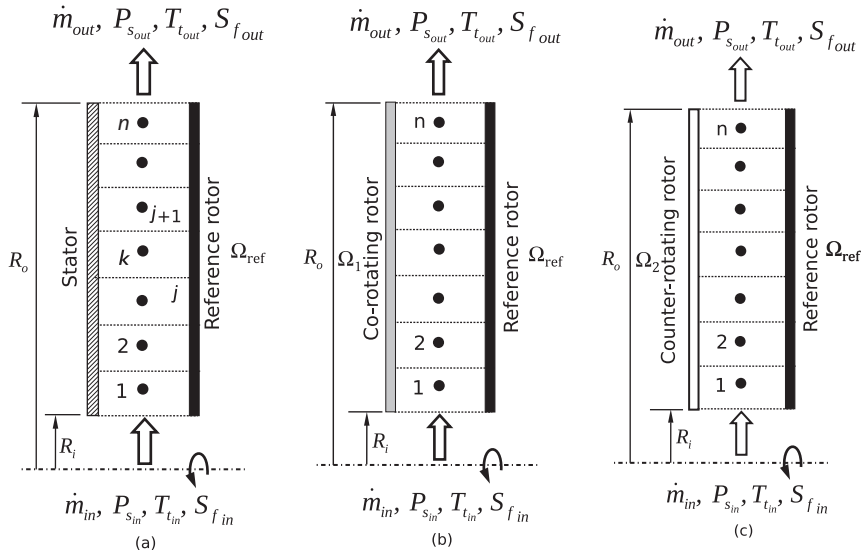 ṁout, Psout, Ttout, Sf out
n
j+1
k
j
2
1
Ro
Stator
Reference rotor
Ωref
Ri
ṁin, Psin, Ttin, Sf in
(a)
ṁout, Psout, Ttout, Sf out
n
2
1
Ro
Ω1
Co-rotating rotor
Reference rotor
Ωref
Ri
ṁin, Psin, Ttin, Sf in
(b)
ṁout, Psout, Ttout, Sf out
n
2
1
Ro
Ω2
Counter-rotating rotor
Reference rotor
Ωref
Ri
ṁin, Psin, Ttin, Sf in
(c)